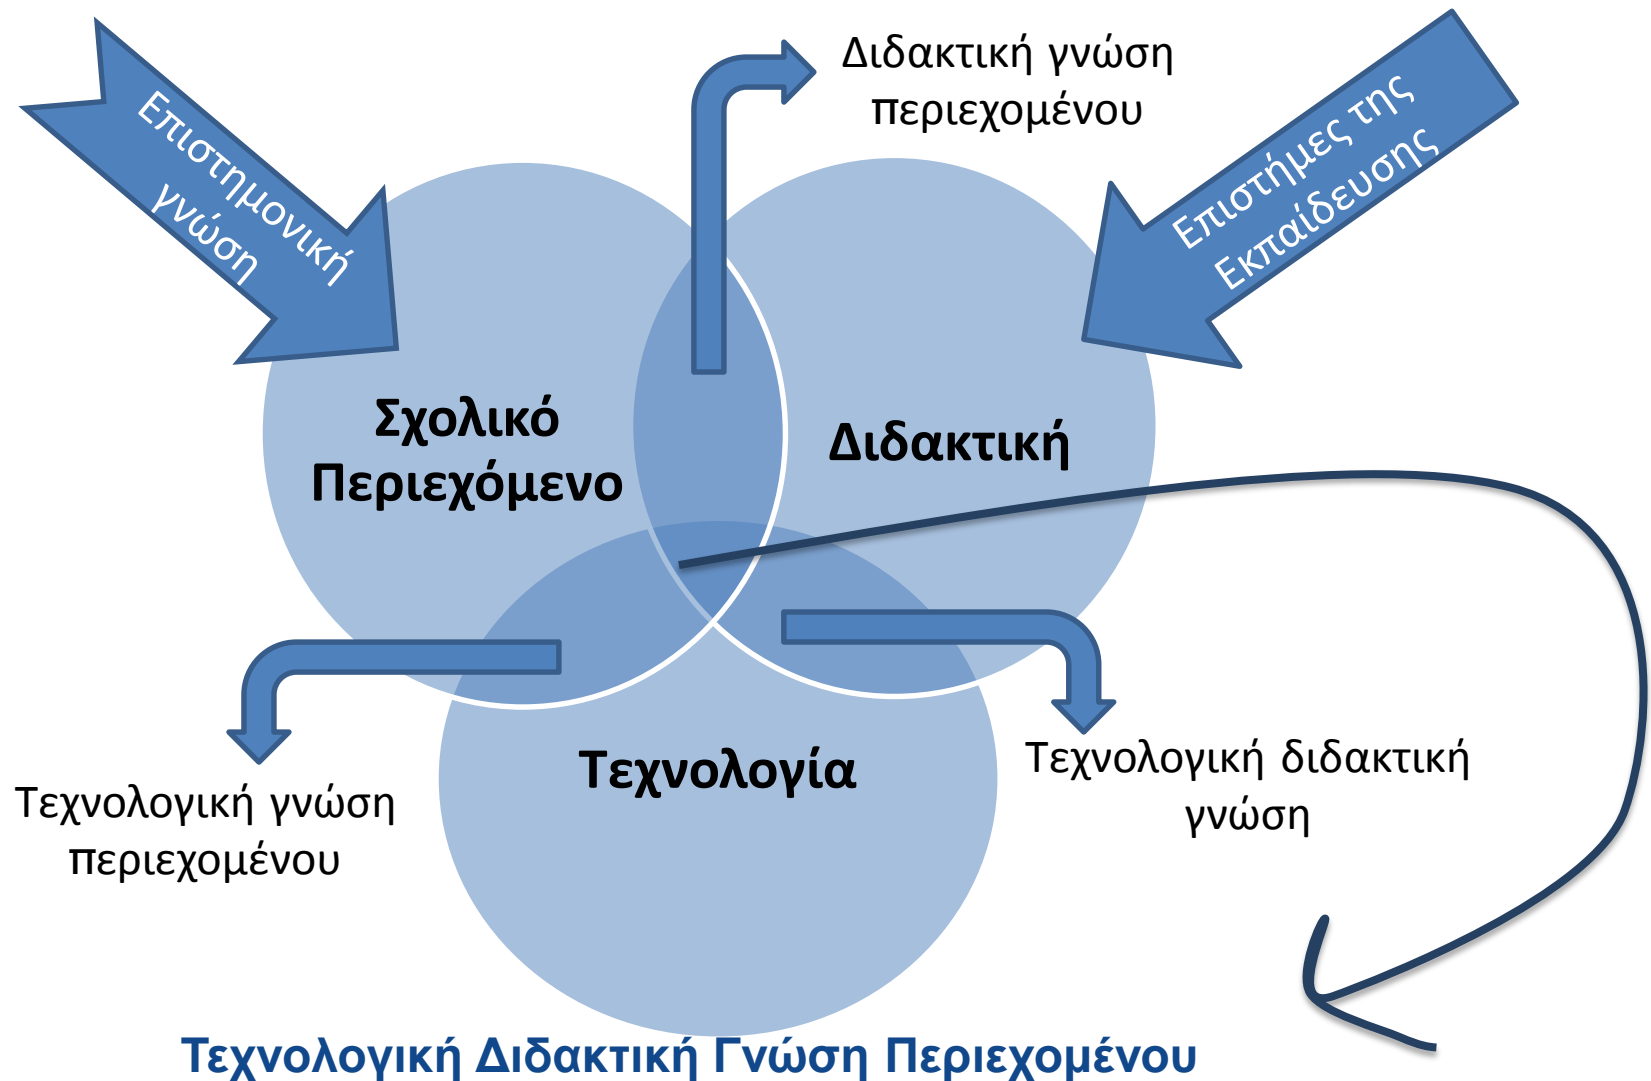 Διδακτική γνώση
περιεχομένου
Επιστημονική
γνώση
Επιστήμες της
Εκπαίδευσης
Σχολικό
Περιεχόμενο
Διδακτική
Τεχνολογία
Τεχνολογική γνώση
περιεχομένου
Τεχνολογική διδακτική
γνώση
Τεχνολογική Διδακτική Γνώση Περιεχομένου